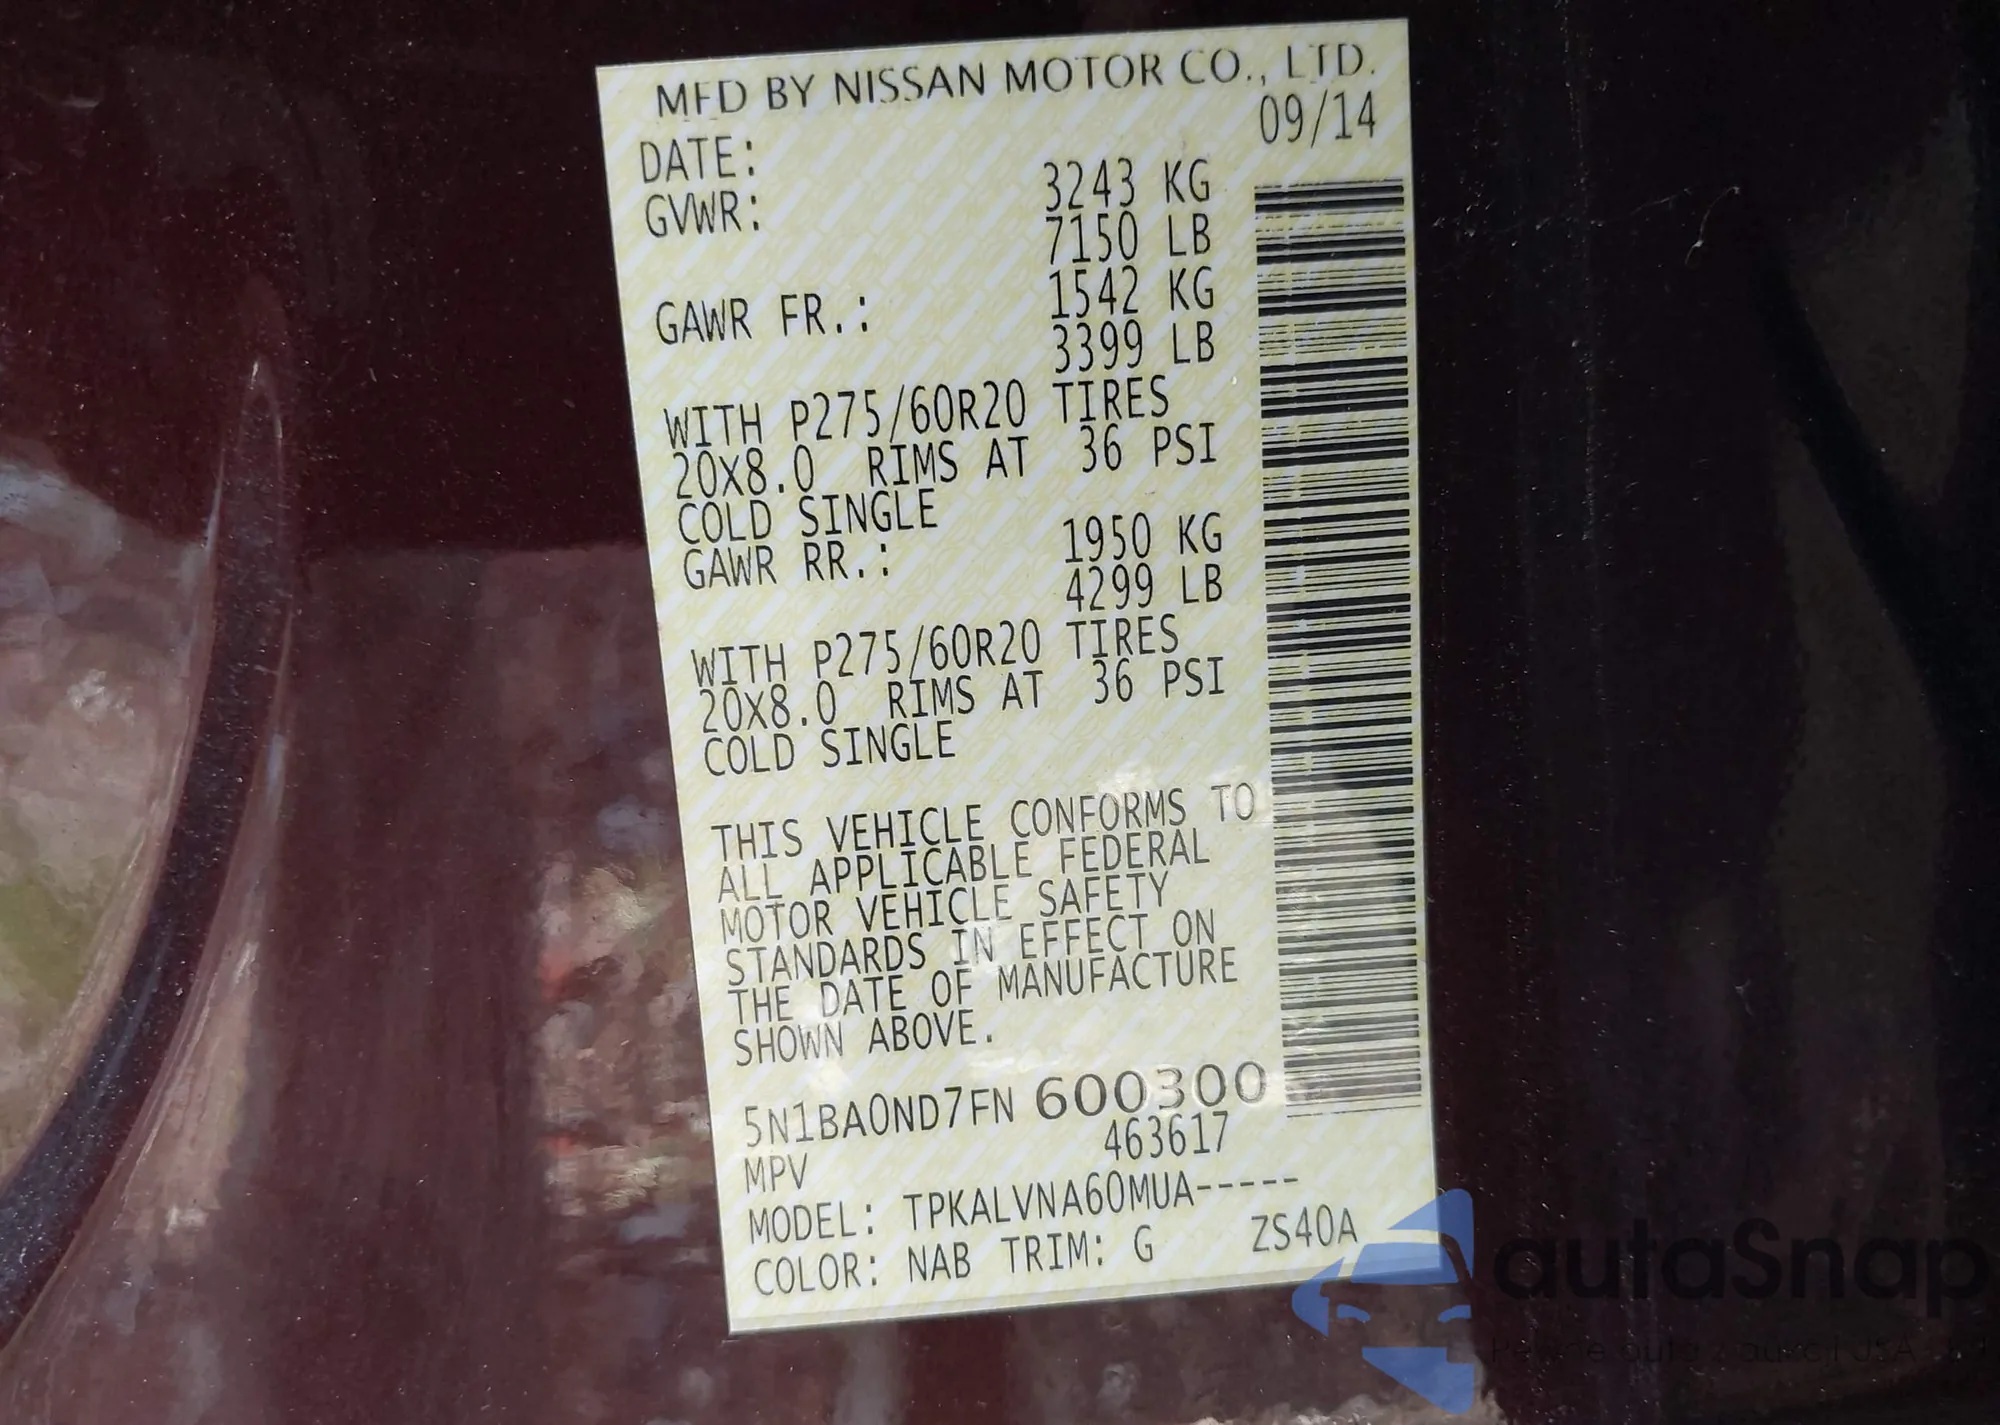 MFD BY NISSAN MOTOR CO., LTD.
DATE: 09/14
GVWR: 3243 KG
7150 LB
GAWR FR.: 1542 KG
3399 LB
WITH P275/60R20 TIRES
20X8.0 RIMS AT 36 PSI
COLD SINGLE
GAWR RR.: 1950 KG
4299 LB
WITH P275/60R20 TIRES
20X8.0 RIMS AT 36 PSI
COLD SINGLE
THIS VEHICLE CONFORMS TO
ALL APPLICABLE FEDERAL
MOTOR VEHICLE SAFETY
STANDARDS IN EFFECT ON
THE DATE OF MANUFACTURE
SHOWN ABOVE.
5N1BA0ND7FN 600300
463617
MPV
MODEL: TPKALVNA60MUA-----
COLOR: NAB TRIM: G ZS40A
autaSnap
auta aukcji USA